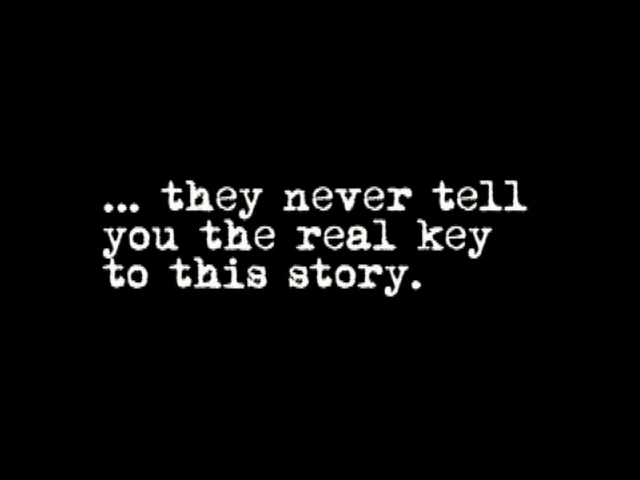 ... they never tell
you the real key
to this story.